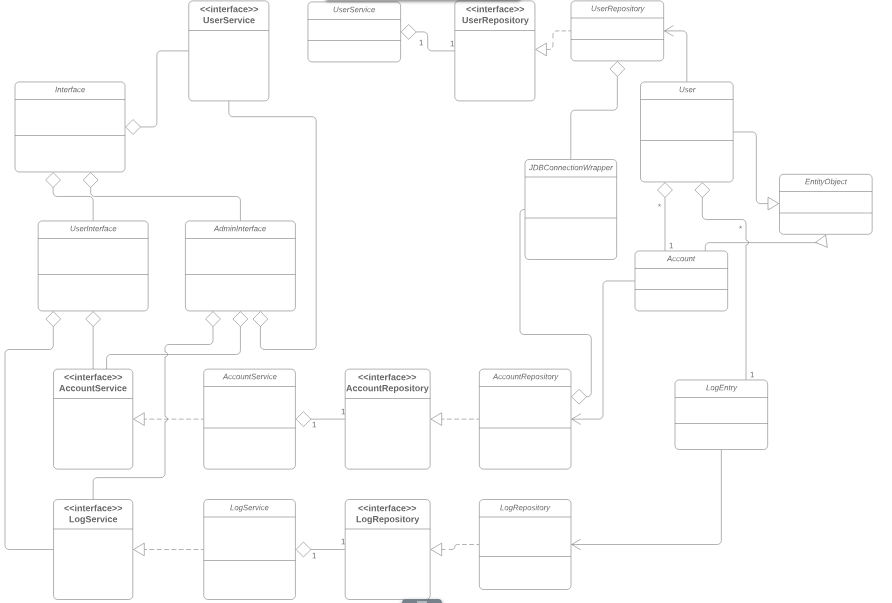 <<interface>>
UserService
UserService
<<interface>>
UserRepository
UserRepository
1
1
Interface
User
JDBConnectionWrapper
EntityObject
*
*
1
UserInterface
AdminInterface
Account
<<interface>>
AccountService
AccountService
<<interface>>
AccountRepository
AccountRepository
1
LogEntry
1
1
<<interface>>
LogService
LogService
<<interface>>
LogRepository
LogRepository
1
1